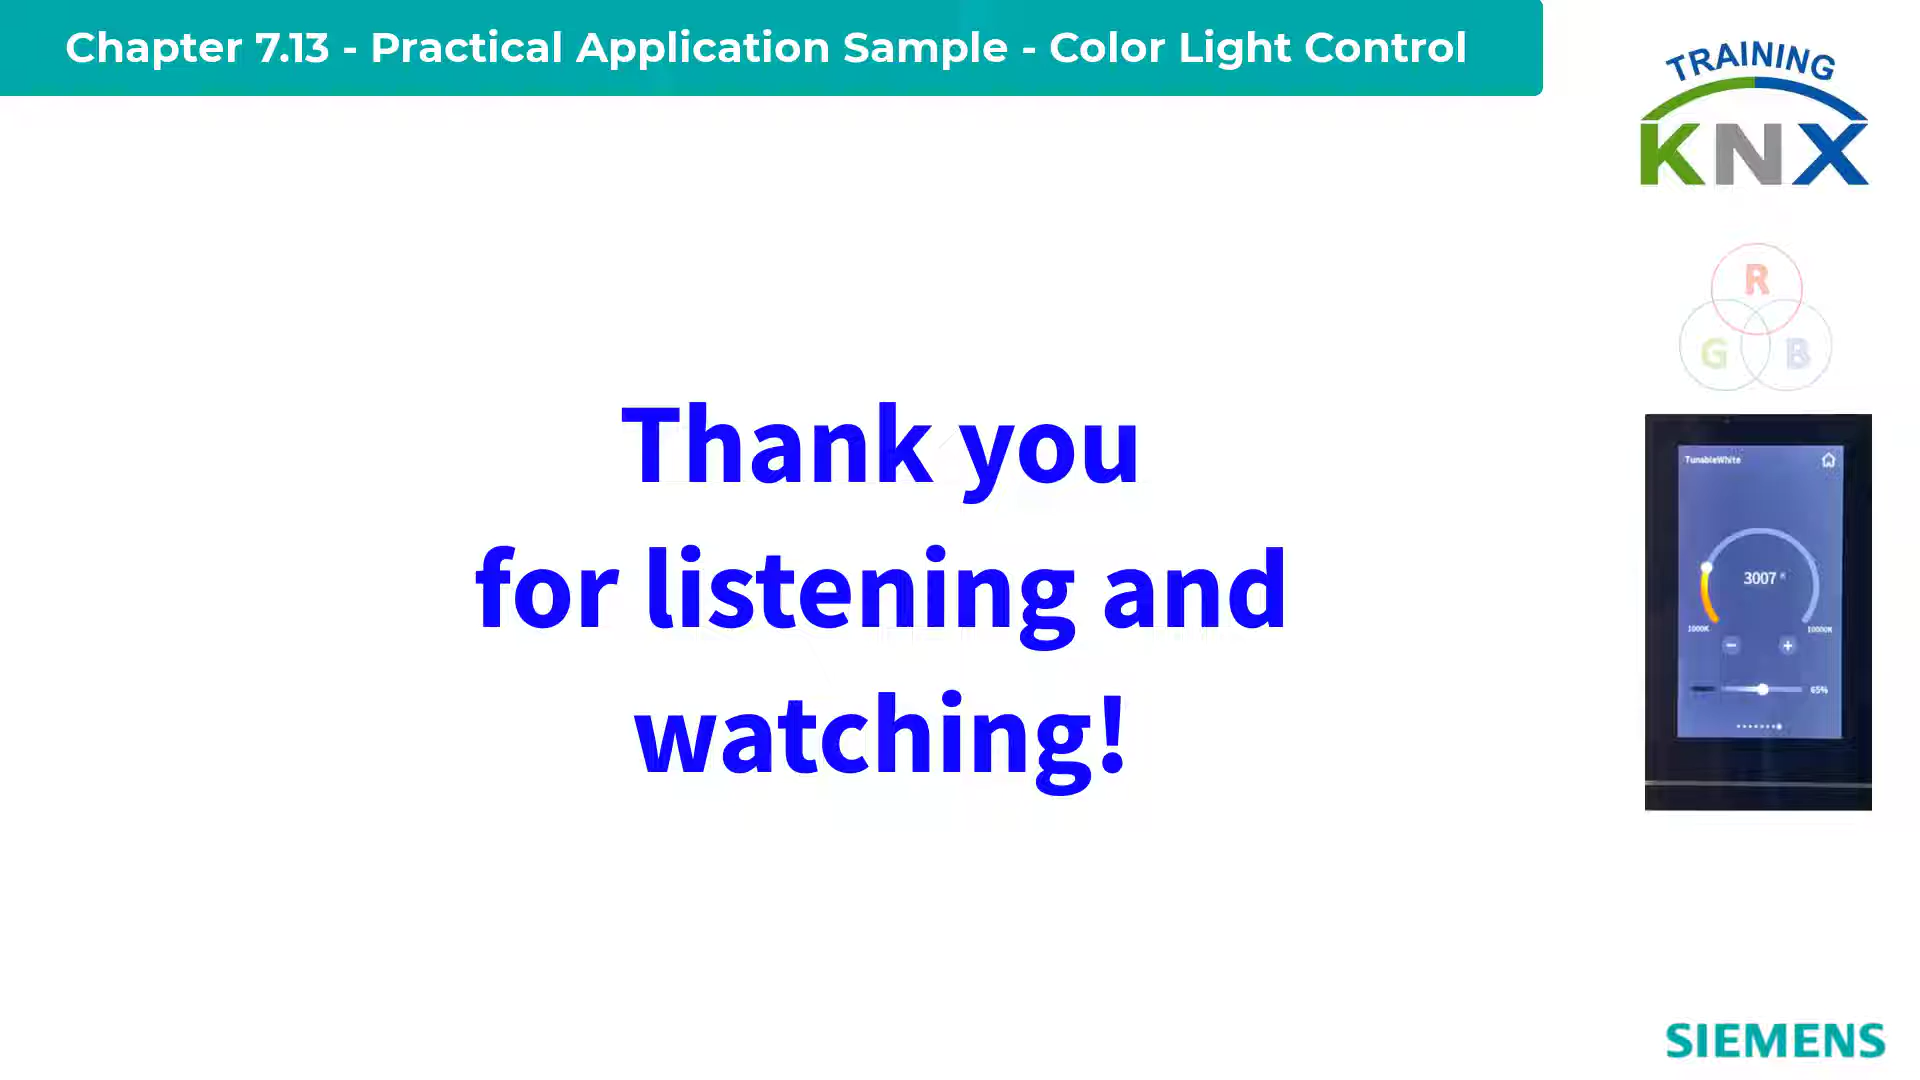 Chapter 7.13 - Practical Application Sample - Color Light Control
TRAINING
KNX
R
G B
TunableWhite
3007 K
1000K 10000K
65%
Thank you
for listening and
watching!
SIEMENS